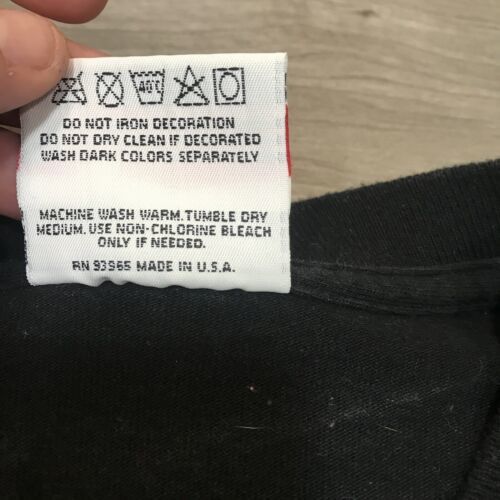 40C
DO NOT IRON DECORATION
DO NOT DRY CLEAN IF DECORATED
WASH DARK COLORS SEPARATELY
MACHINE WASH WARM.TUMBLE DRY
MEDIUM. USE NON-CHLORINE BLEACH
ONLY IF NEEDED.
RN 93965 MADE IN U.S.A.